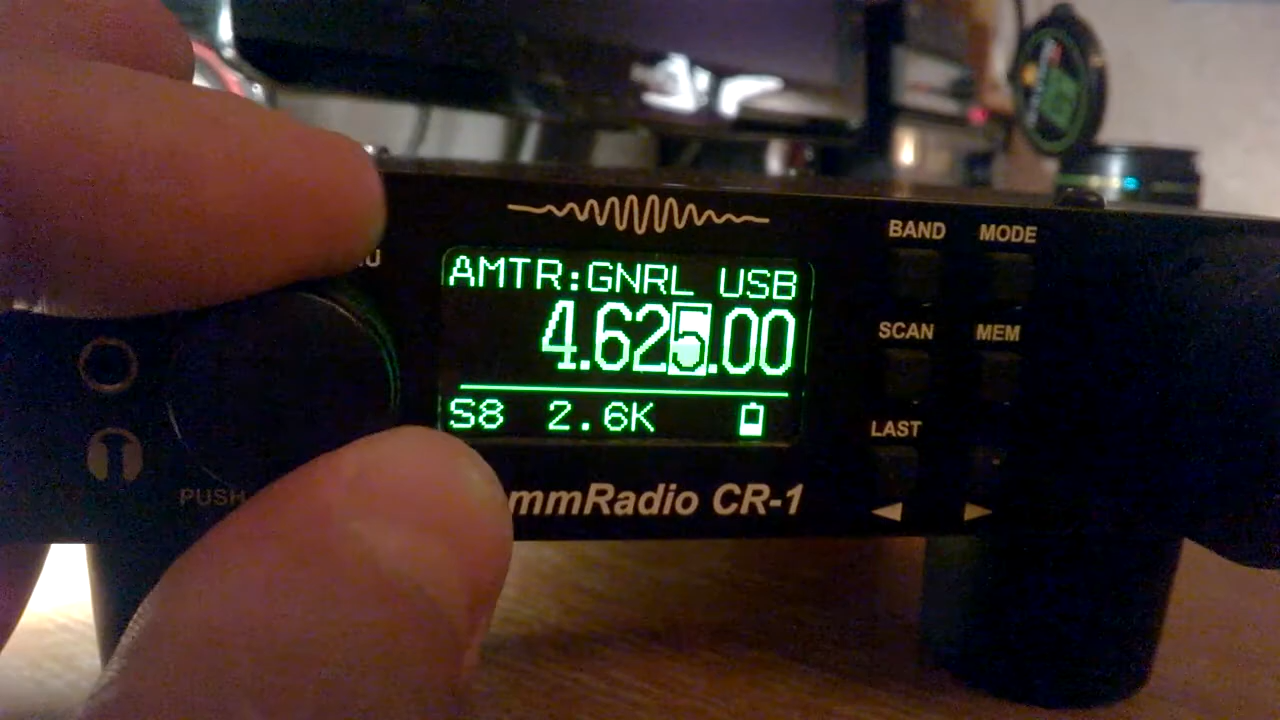 BAND MODE
AMTR:GNRL USB
4.625.00
SCAN MEM
S8 2.6K
LAST
PUSH
mmRadio CR-1